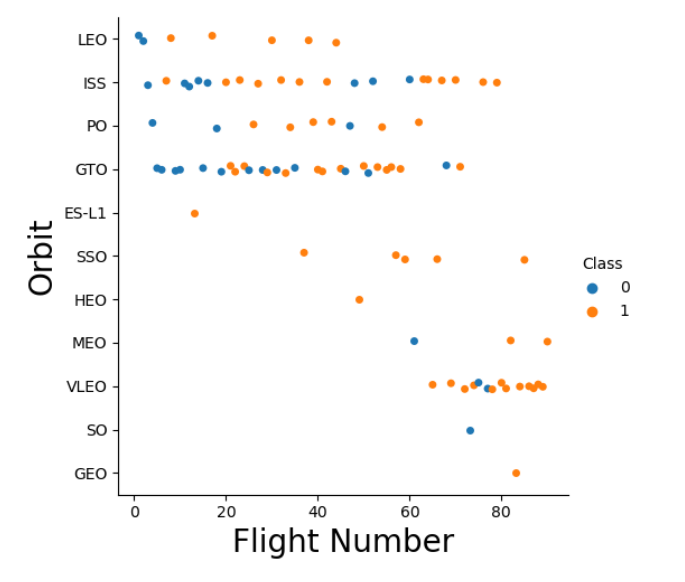 LEO
ISS
PO
GTO
ES-L1
SSO
HEO
MEO
VLEO
SO
GEO
Orbit
0 20 40 60 80
Flight Number
Class
0
1